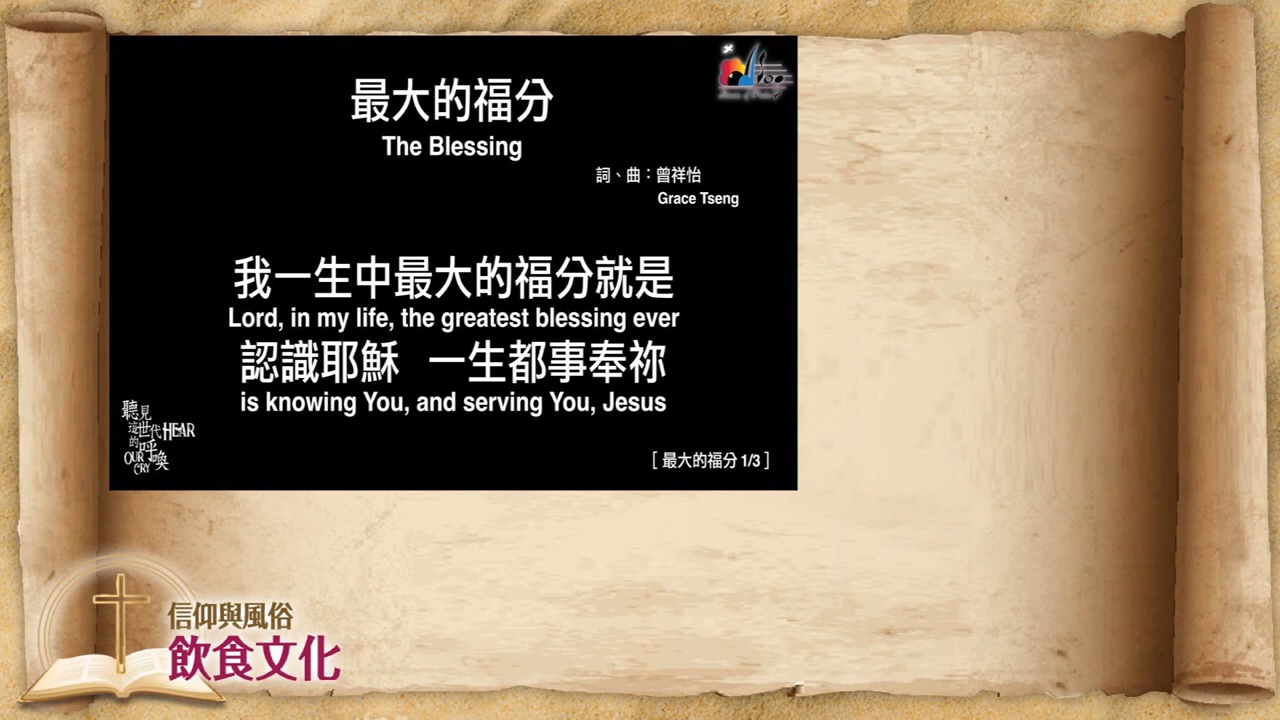 最大的福分
The Blessing
詞、曲：曾祥怡
Grace Tseng
我一生中最大的福分就是
Lord, in my life, the greatest blessing ever
認識耶穌 一生都事奉祢
is knowing You, and serving You, Jesus
聽見
這世代 HEAR
的呼喚
OUR
CRY
[ 最大的福分 1/3 ]
信仰與風俗
飲食文化